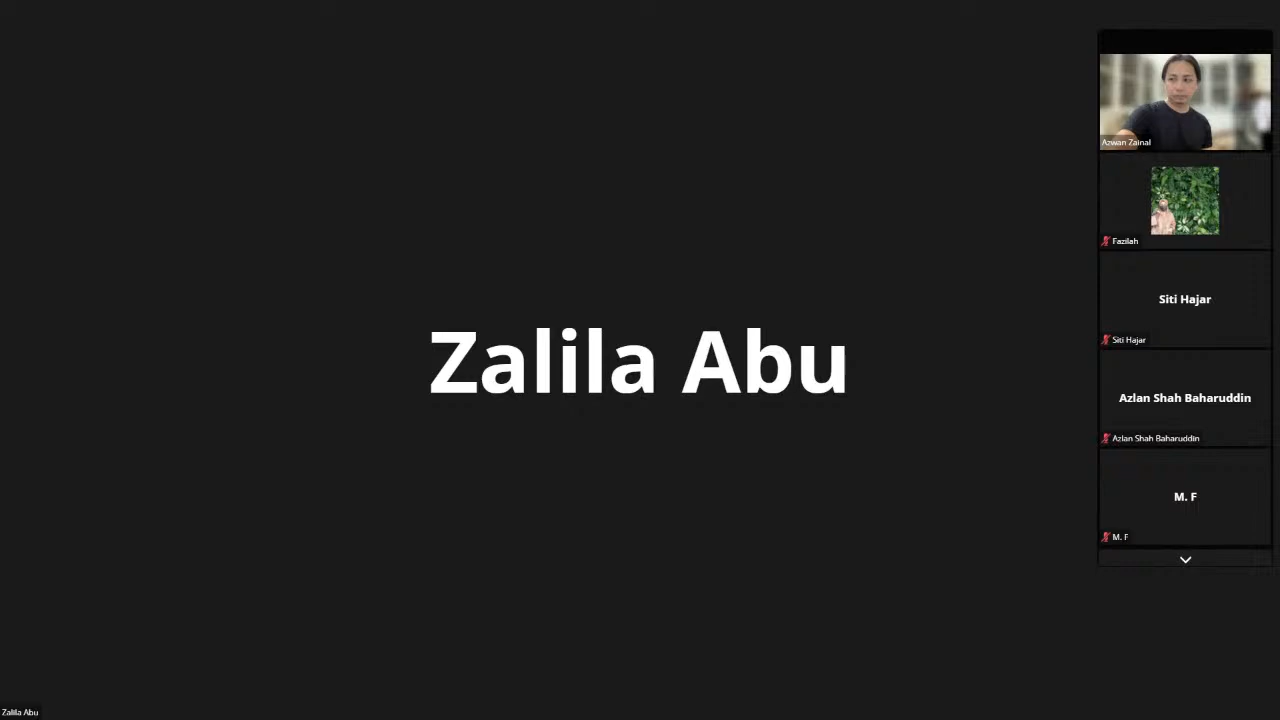 Zalila Abu
Azwan Zainal
Fazilah
Siti Hajar
Siti Hajar
Azlan Shah Baharuddin
Azlan Shah Baharuddin
M. F
M. F
Zalila Abu